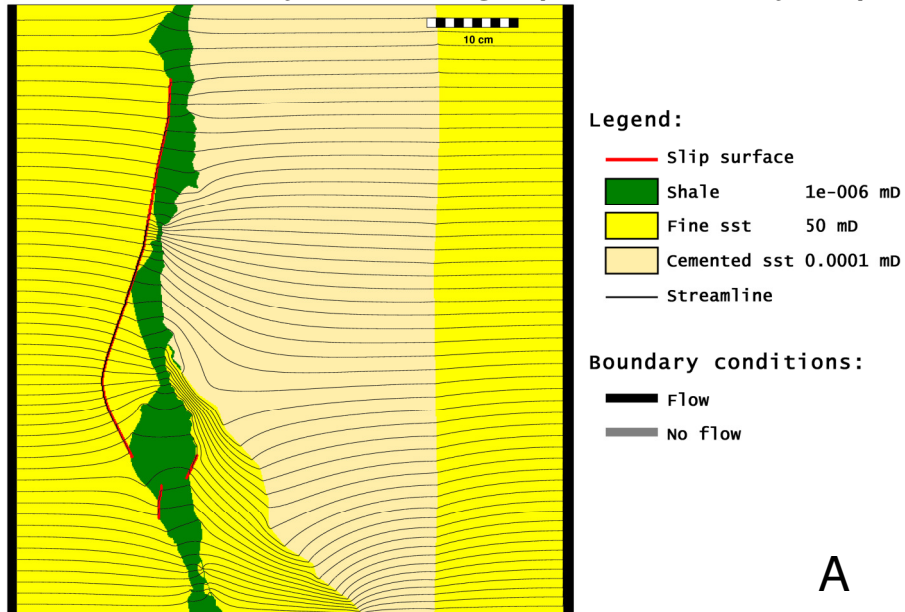 10 cm
Legend:
Slip surface
Shale 1e-006 mD
Fine sst 50 mD
Cemented sst 0.0001 mD
Streamline
Boundary conditions:
Flow
No flow
A